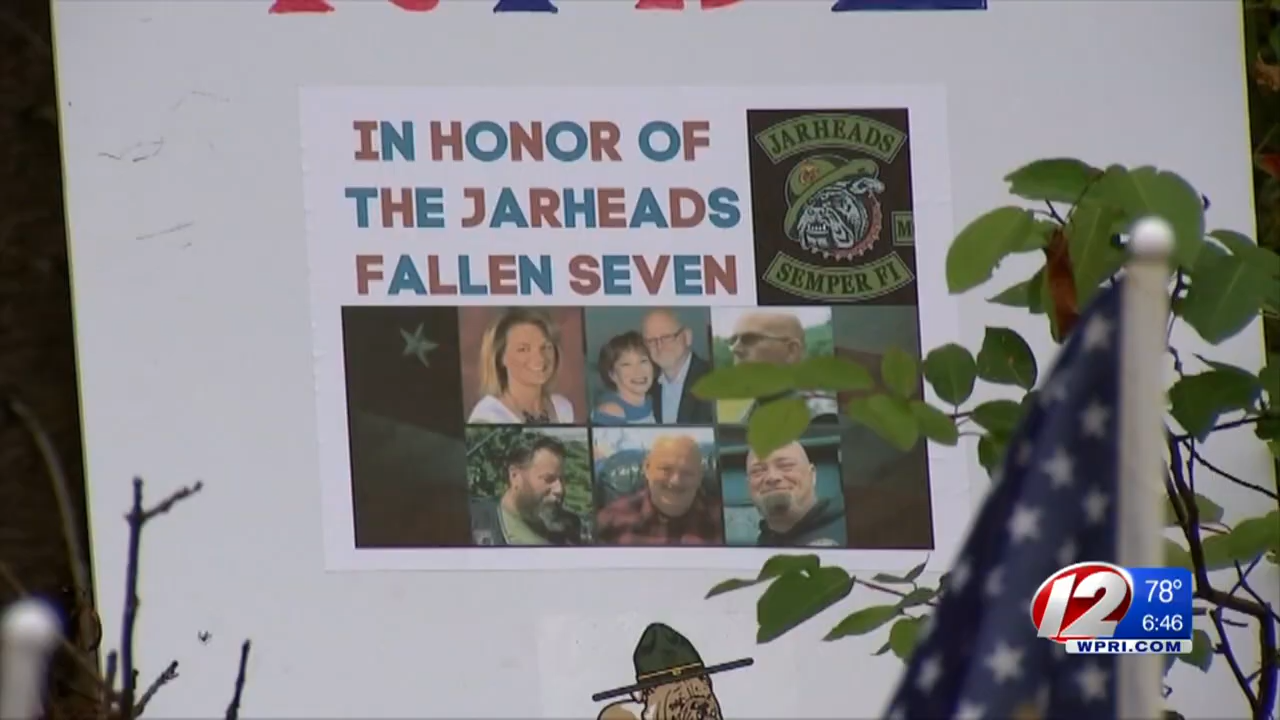 IN HONOR OF
THE JARHEADS
FALLEN SEVEN
JARHEADS
M
SEMPER FI
12
78°
6:46
WPRI.COM